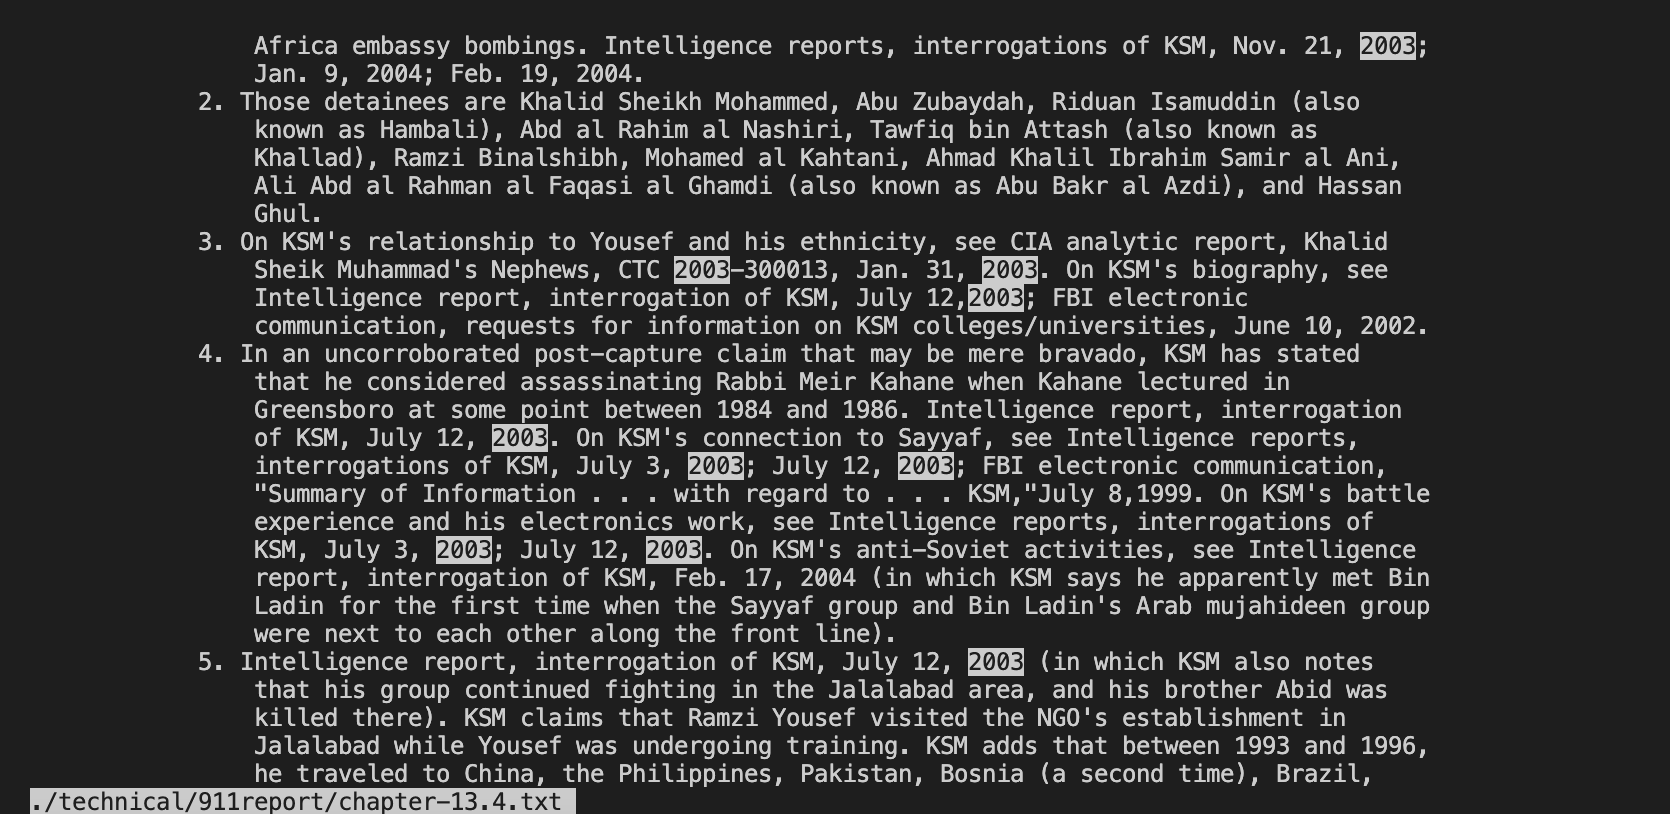 Africa embassy bombings. Intelligence reports, interrogations of KSM, Nov. 21, 2003;
Jan. 9, 2004; Feb. 19, 2004.
2. Those detainees are Khalid Sheikh Mohammed, Abu Zubaydah, Riduan Isamuddin (also
known as Hambali), Abd al Rahim al Nashiri, Tawfiq bin Attash (also known as
Khallad), Ramzi Binalshibh, Mohamed al Kahtani, Ahmad Khalil Ibrahim Samir al Ani,
Ali Abd al Rahman al Faqasi al Ghamdi (also known as Abu Bakr al Azdi), and Hassan
Ghul.
3. On KSM's relationship to Yousef and his ethnicity, see CIA analytic report, Khalid
Sheik Muhammad's Nephews, CTC 2003-300013, Jan. 31, 2003. On KSM's biography, see
Intelligence report, interrogation of KSM, July 12,2003; FBI electronic
communication, requests for information on KSM colleges/universities, June 10, 2002.
4. In an uncorroborated post-capture claim that may be mere bravado, KSM has stated
that he considered assassinating Rabbi Meir Kahane when Kahane lectured in
Greensboro at some point between 1984 and 1986. Intelligence report, interrogation
of KSM, July 12, 2003. On KSM's connection to Sayyaf, see Intelligence reports,
interrogations of KSM, July 3, 2003; July 12, 2003; FBI electronic communication,
"Summary of Information . . . with regard to . . . KSM,"July 8,1999. On KSM's battle
experience and his electronics work, see Intelligence reports, interrogations of
KSM, July 3, 2003; July 12, 2003. On KSM's anti-Soviet activities, see Intelligence
report, interrogation of KSM, Feb. 17, 2004 (in which KSM says he apparently met Bin
Ladin for the first time when the Sayyaf group and Bin Ladin's Arab mujahideen group
were next to each other along the front line).
5. Intelligence report, interrogation of KSM, July 12, 2003 (in which KSM also notes
that his group continued fighting in the Jalalabad area, and his brother Abid was
killed there). KSM claims that Ramzi Yousef visited the NGO's establishment in
Jalalabad while Yousef was undergoing training. KSM adds that between 1993 and 1996,
he traveled to China, the Philippines, Pakistan, Bosnia (a second time), Brazil,
./technical/911report/chapter-13.4.txt